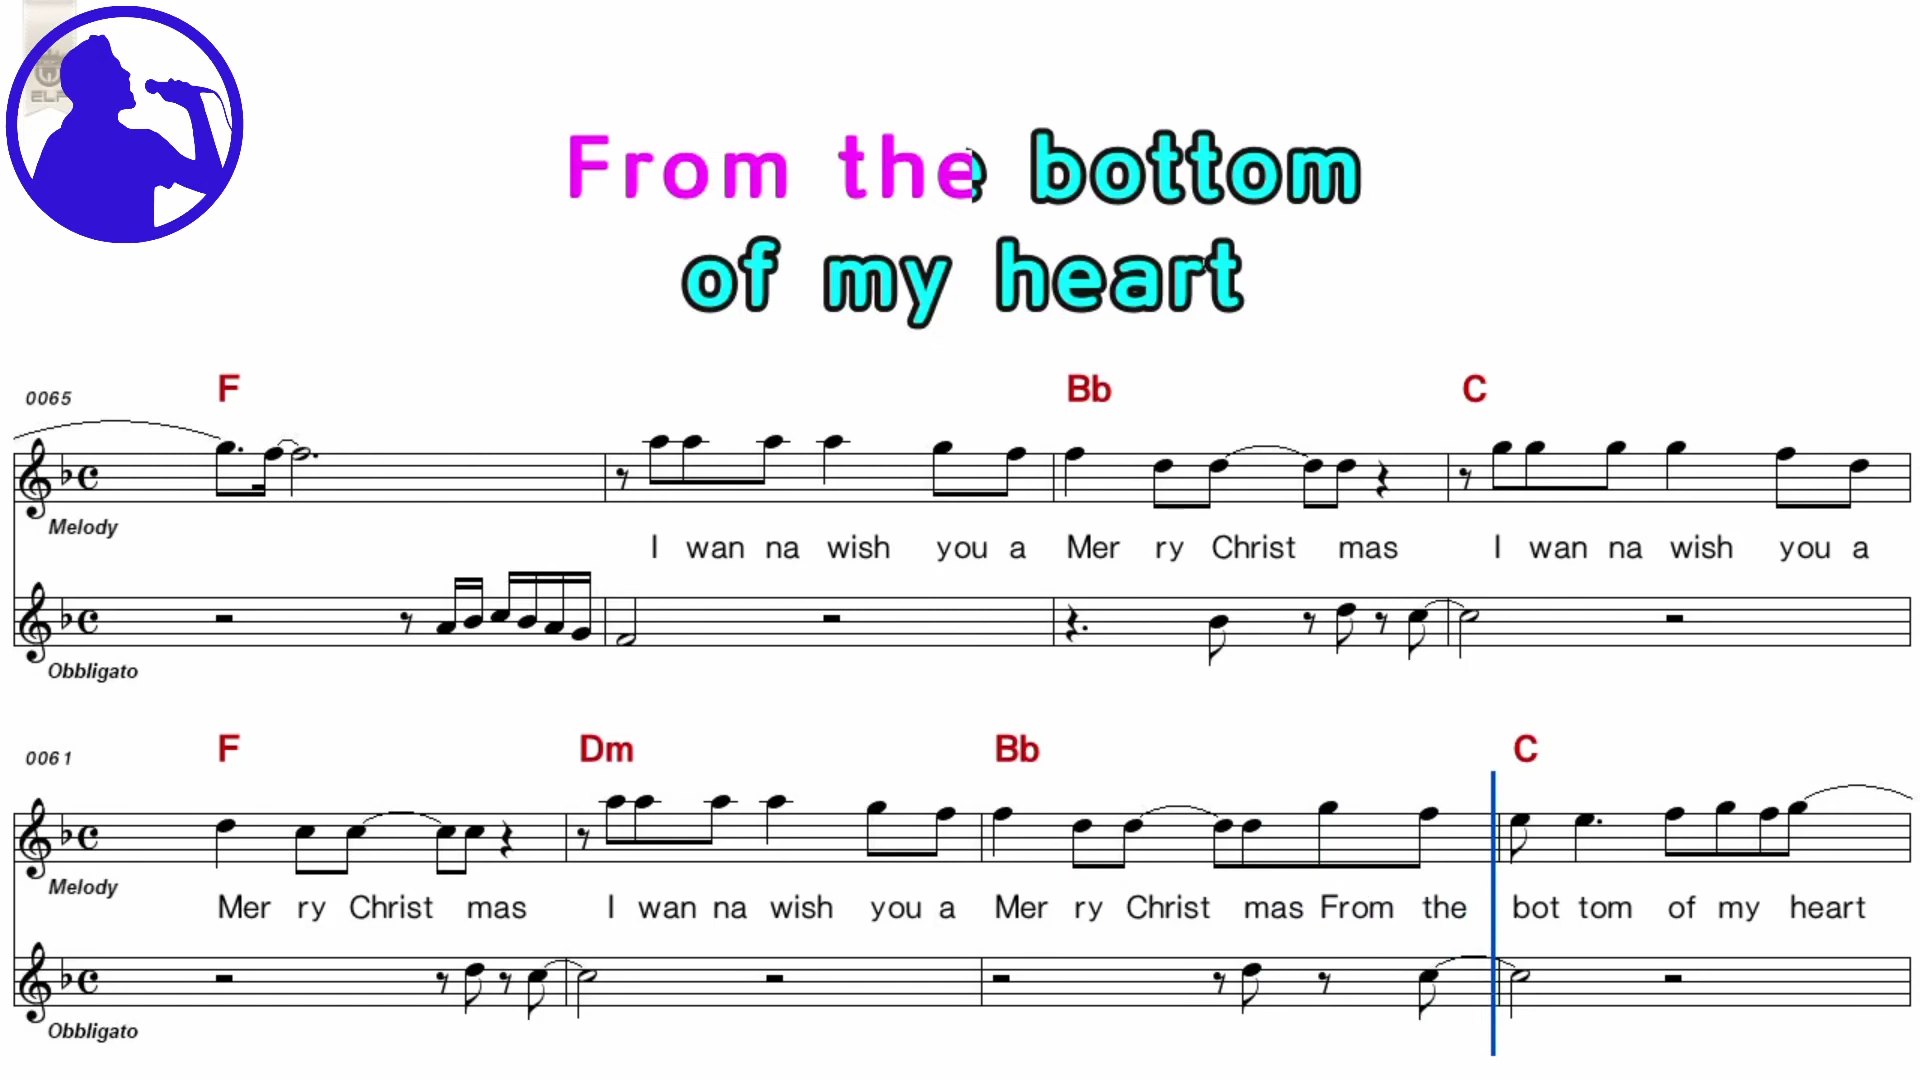 ELF
From the bottom
of my heart
0065 F Bb C
Melody
I wan na wish you a Mer ry Christ mas I wan na wish you a
Obbligato
0061 F Dm Bb C
Melody
Mer ry Christ mas I wan na wish you a Mer ry Christ mas From the bot tom of my heart
Obbligato